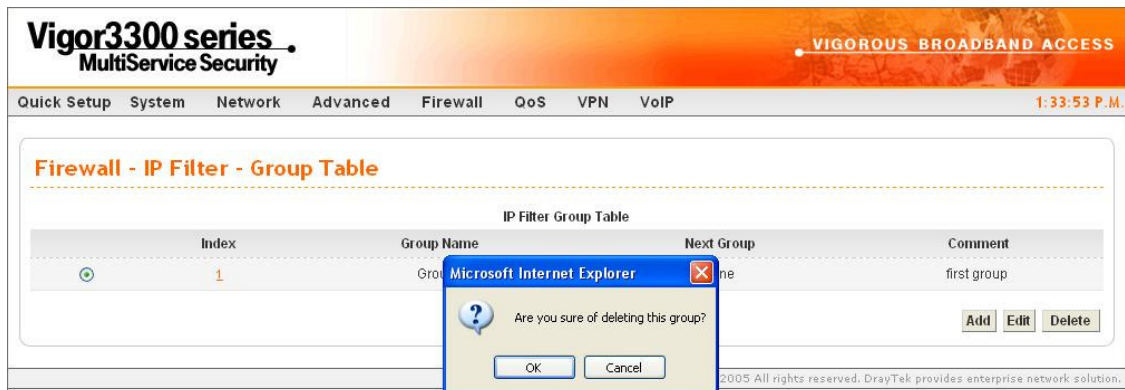 Vigor3300 series
MultiService Security
VIGOROUS BROADBAND ACCESS
Quick Setup System Network Advanced Firewall QoS VPN VoIP 1:33:53 P.M.
Firewall - IP Filter - Group Table
IP Filter Group Table
Index Group Name Next Group Comment
1 first group
Microsoft Internet Explorer
Are you sure of deleting this group?
OK Cancel
Add Edit Delete
2005 All rights reserved. DrayTek provides enterprise network solution.